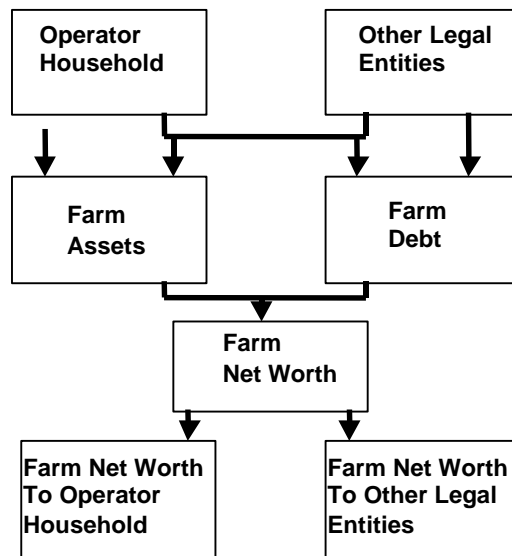 Operator
Household
Other Legal
Entities
Farm
Assets
Farm
Debt
Farm
Net Worth
Farm Net Worth
To Operator
Household
Farm Net Worth
To Other Legal
Entities